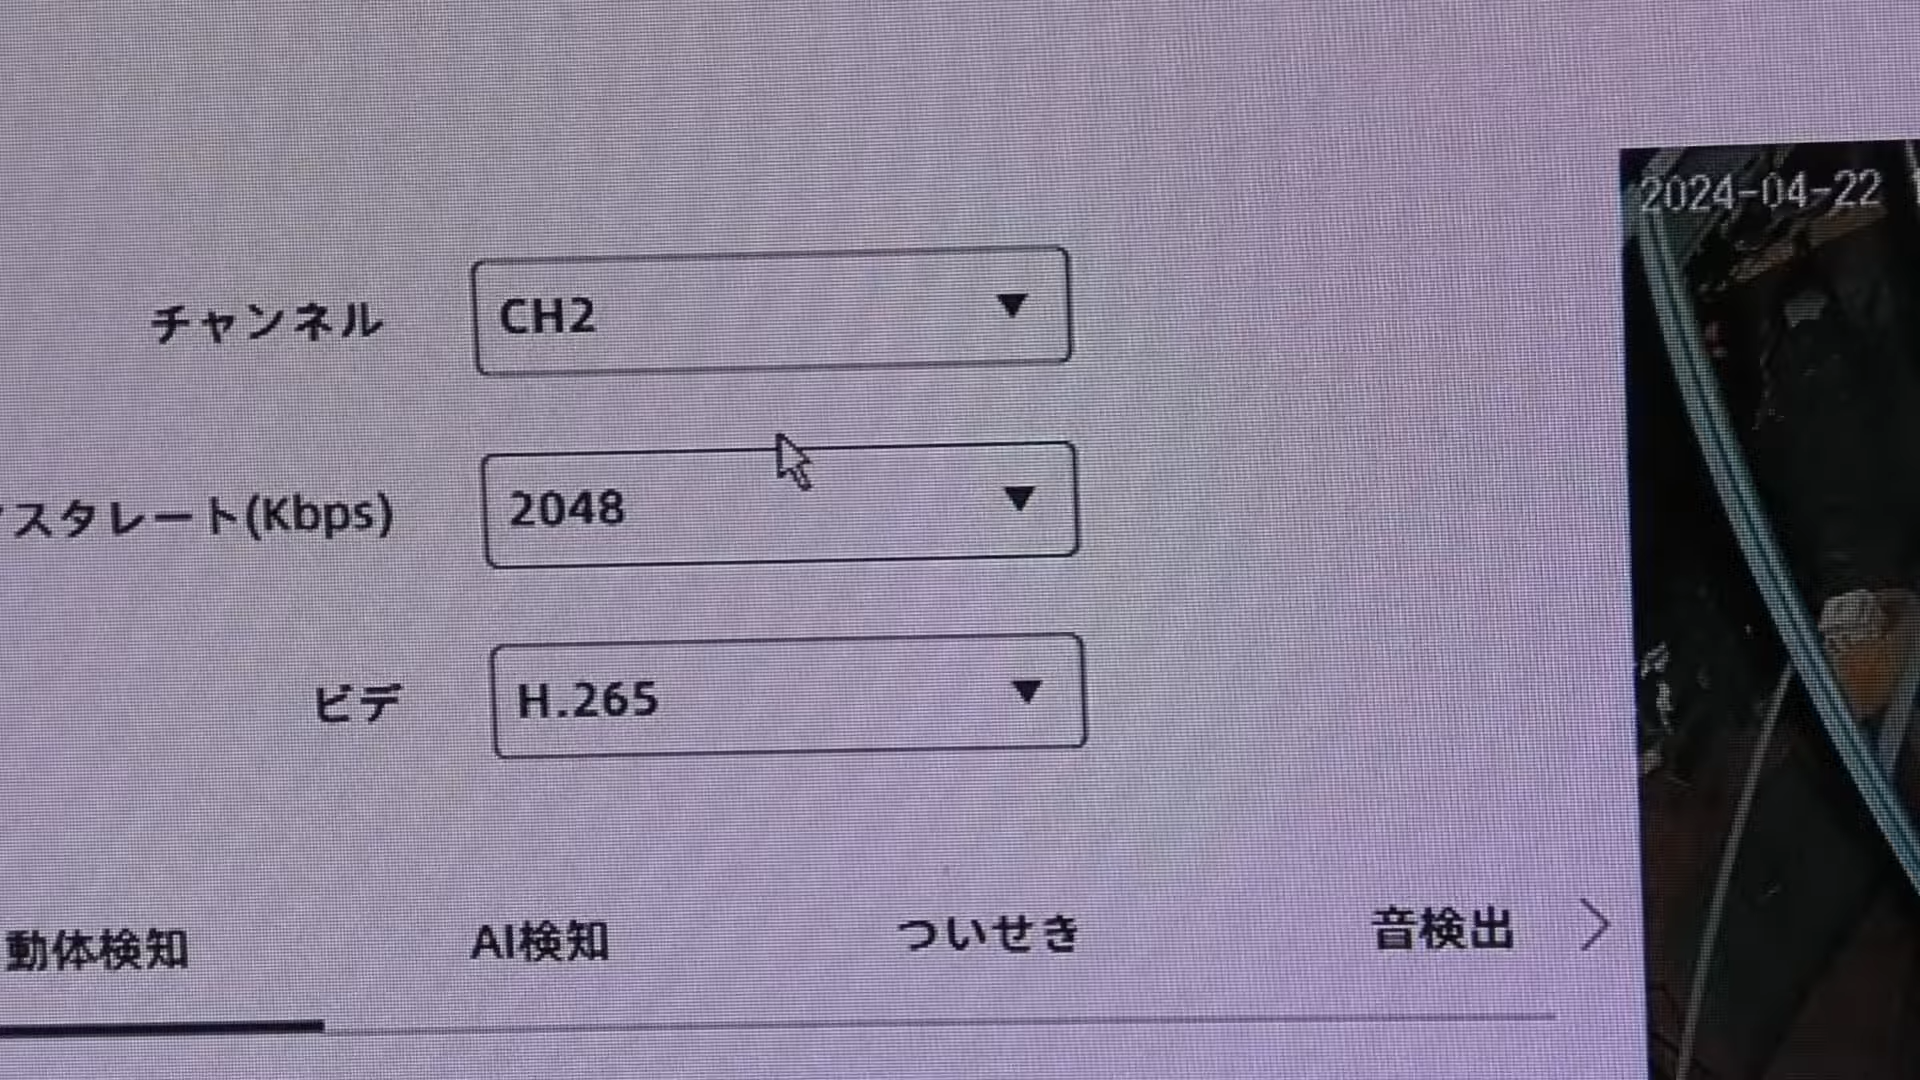 2024-04-22
チャンネル CH2
スタレート(Kbps) 2048
ビデ H.265
動体検知 AI検知 ついせき 音検出